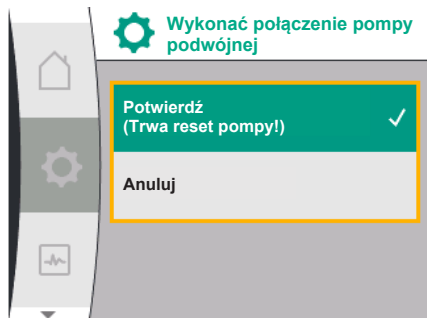 Wykonać połączenie pompy
podwójnej
Potwierdź
(Trwa reset pompy!)
Anuluj